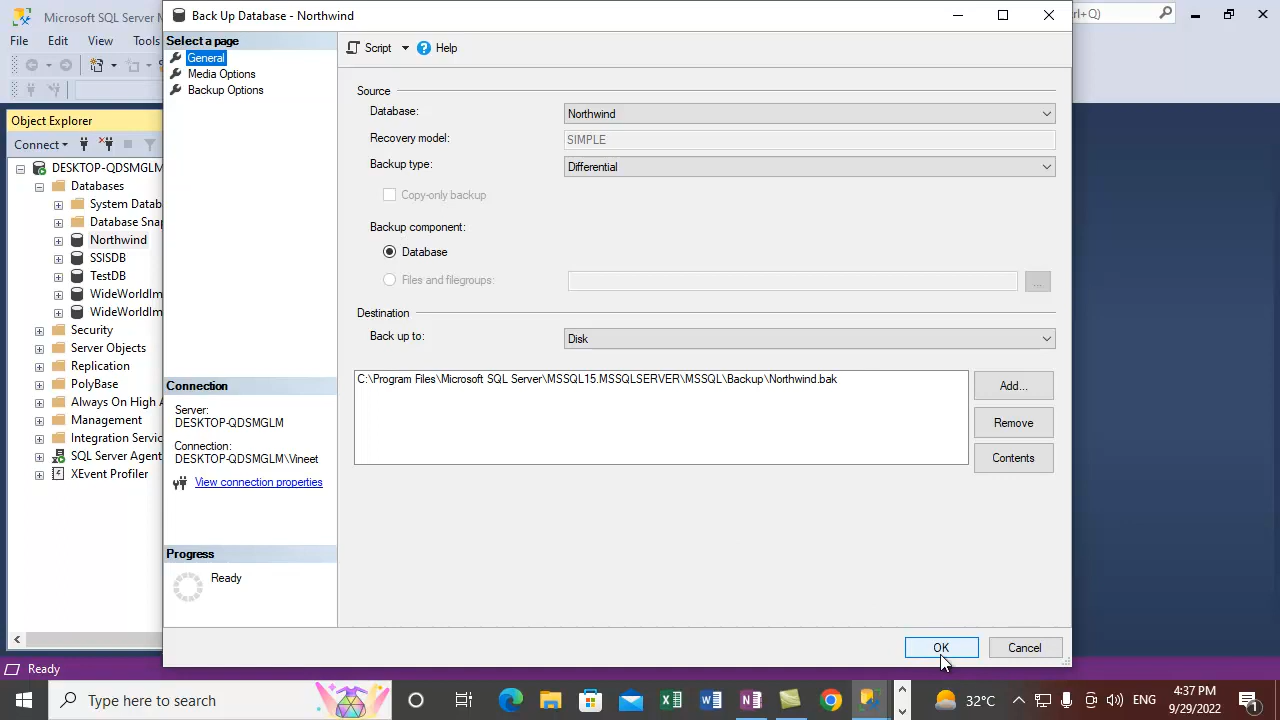 Microsoft SQL Server M
Back Up Database - Northwind
rl+Q)
File Edit View Tools
Select a page
General
Media Options
Backup Options
Script Help
Source
Database: Northwind
Recovery model: SIMPLE
Backup type: Differential
Copy-only backup
Backup component:
Database
Files and filegroups: ...
Destination
Back up to: Disk
C:\Program Files\Microsoft SQL Server\MSSQL15.MSSQLSERVER\MSSQL\Backup\Northwind.bak
Add...
Remove
Contents
Object Explorer
Connect
DESKTOP-QDSMGLM
Databases
System Datab
Database Snap
Northwind
SSISDB
TestDB
WideWorldIm
WideWorldIm
Security
Server Objects
Replication
PolyBase
Always On High A
Management
Integration Servic
SQL Server Agent
XEvent Profiler
Connection
Server:
DESKTOP-QDSMGLM
Connection:
DESKTOP-QDSMGLM\Vineet
View connection properties
Progress
Ready
OK Cancel
Ready
Type here to search
32°C
ENG
4:37 PM
9/29/2022
1